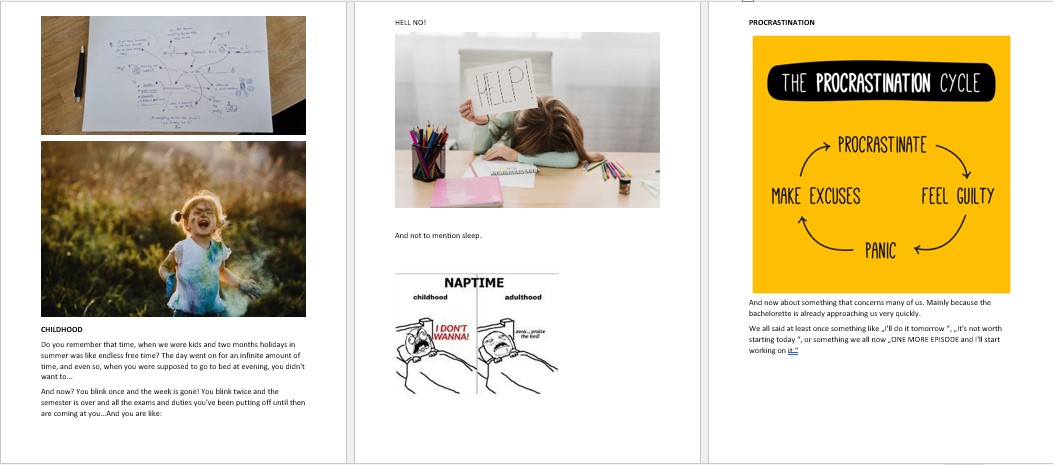 CHILDHOOD
Do you remember that time, when we were kids and two months holidays in
summer was like endless free time? The day went on for an infinite amount of
time, and even so, when you were supposed to go to bed at evening, you didn't
want to...
And now? You blink once and the week is gone! You blink twice and the
semester is over and all the exams and duties you've been putting off until then
are coming at you...And you are like:
HELL NO!
HELP!
And not to mention sleep.
NAPTIME
childhood
adulthood
I DON'T
WANNA!
aww... praise
the lord!
PROCRASTINATION
THE PROCRASTINATION CYCLE
PROCRASTINATE
MAKE EXCUSES
FEEL GUILTY
PANIC
And now about something that concerns many of us. Mainly because the
bachelorette is already approaching us very quickly.
We all said at least once something like „i'll do it tomorrow “, „it's not worth
starting today “, or something we all now „ONE MORE EPISODE and I'll start
working on it.“